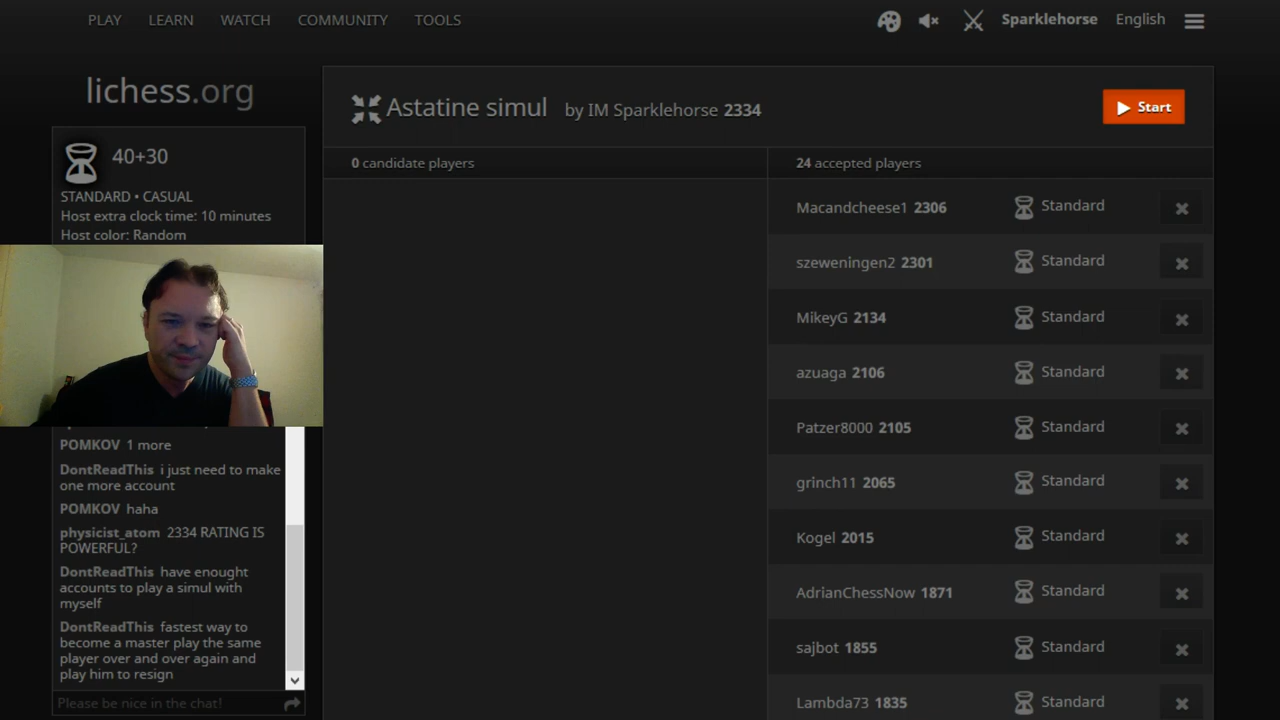 PLAY LEARN WATCH COMMUNITY TOOLS Sparklehorse English
lichess.org
40+30
STANDARD • CASUAL
Host extra clock time: 10 minutes
Host color: Random
POMKOV 1 more
DontReadThis i just need to make
one more account
POMKOV haha
physicist_atom 2334 RATING IS
POWERFUL?
DontReadThis have enought
accounts to play a simul with
myself
DontReadThis fastest way to
become a master play the same
player over and over again and
play him to resign
Please be nice in the chat!
Astatine simul by IM Sparklehorse 2334
Start
0 candidate players
24 accepted players
Macandcheese1 2306 Standard
szeweningen2 2301 Standard
MikeyG 2134 Standard
azuaga 2106 Standard
Patzer8000 2105 Standard
grinch11 2065 Standard
Kogel 2015 Standard
AdrianChessNow 1871 Standard
sajbot 1855 Standard
Lambda73 1835 Standard